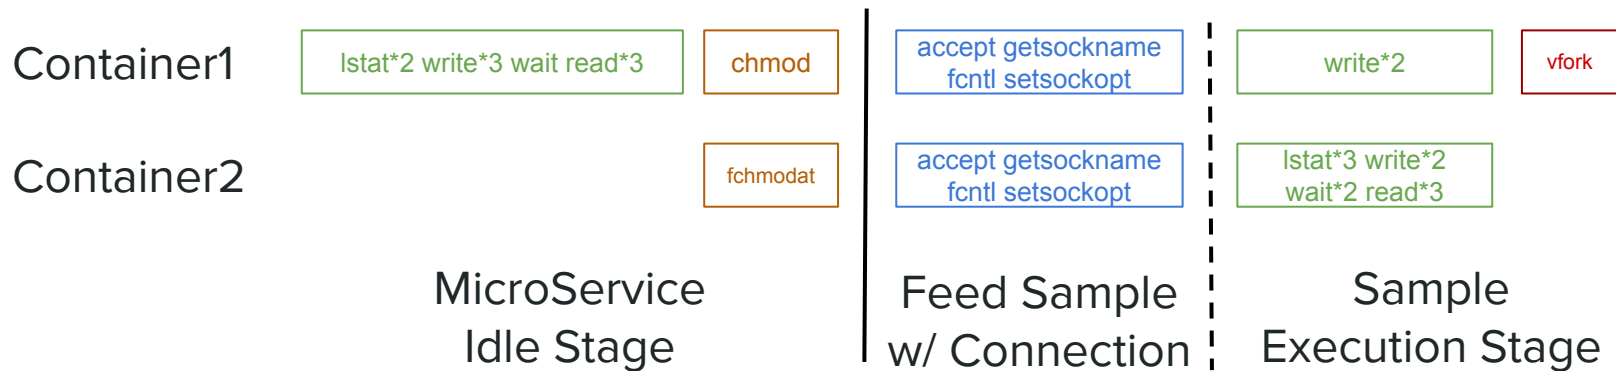 Container1
lstat*2 write*3 wait read*3
chmod
accept getsockname
fcntl setsockopt
write*2
vfork
Container2
fchmodat
accept getsockname
fcntl setsockopt
lstat*3 write*2
wait*2 read*3
MicroService
Idle Stage
Feed Sample
w/ Connection
Sample
Execution Stage